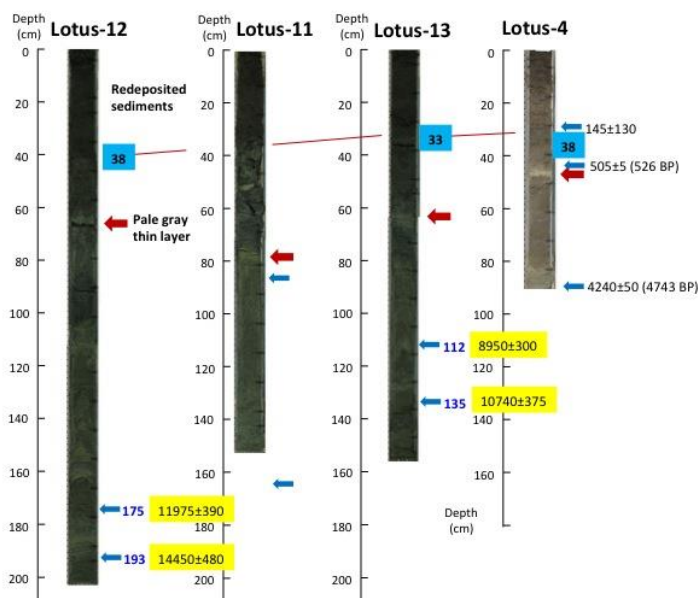 Depth
(cm)
Lotus-12
Depth
(cm)
Lotus-11
Depth
(cm)
Lotus-13
Depth
(cm)
Lotus-4
0
20
40
60
80
100
120
140
160
180
200
Redeposited
sediments
38
Pale gray
thin layer
175
11975±390
193
14450±480
0
20
40
60
80
100
120
140
160
180
200
0
20
40
60
80
100
120
140
160
180
200
33
112
8950±300
135
10740±375
0
20
40
60
80
100
120
140
160
Depth
(cm)
145±130
38
505±5 (526 BP)
4240±50 (4743 BP)